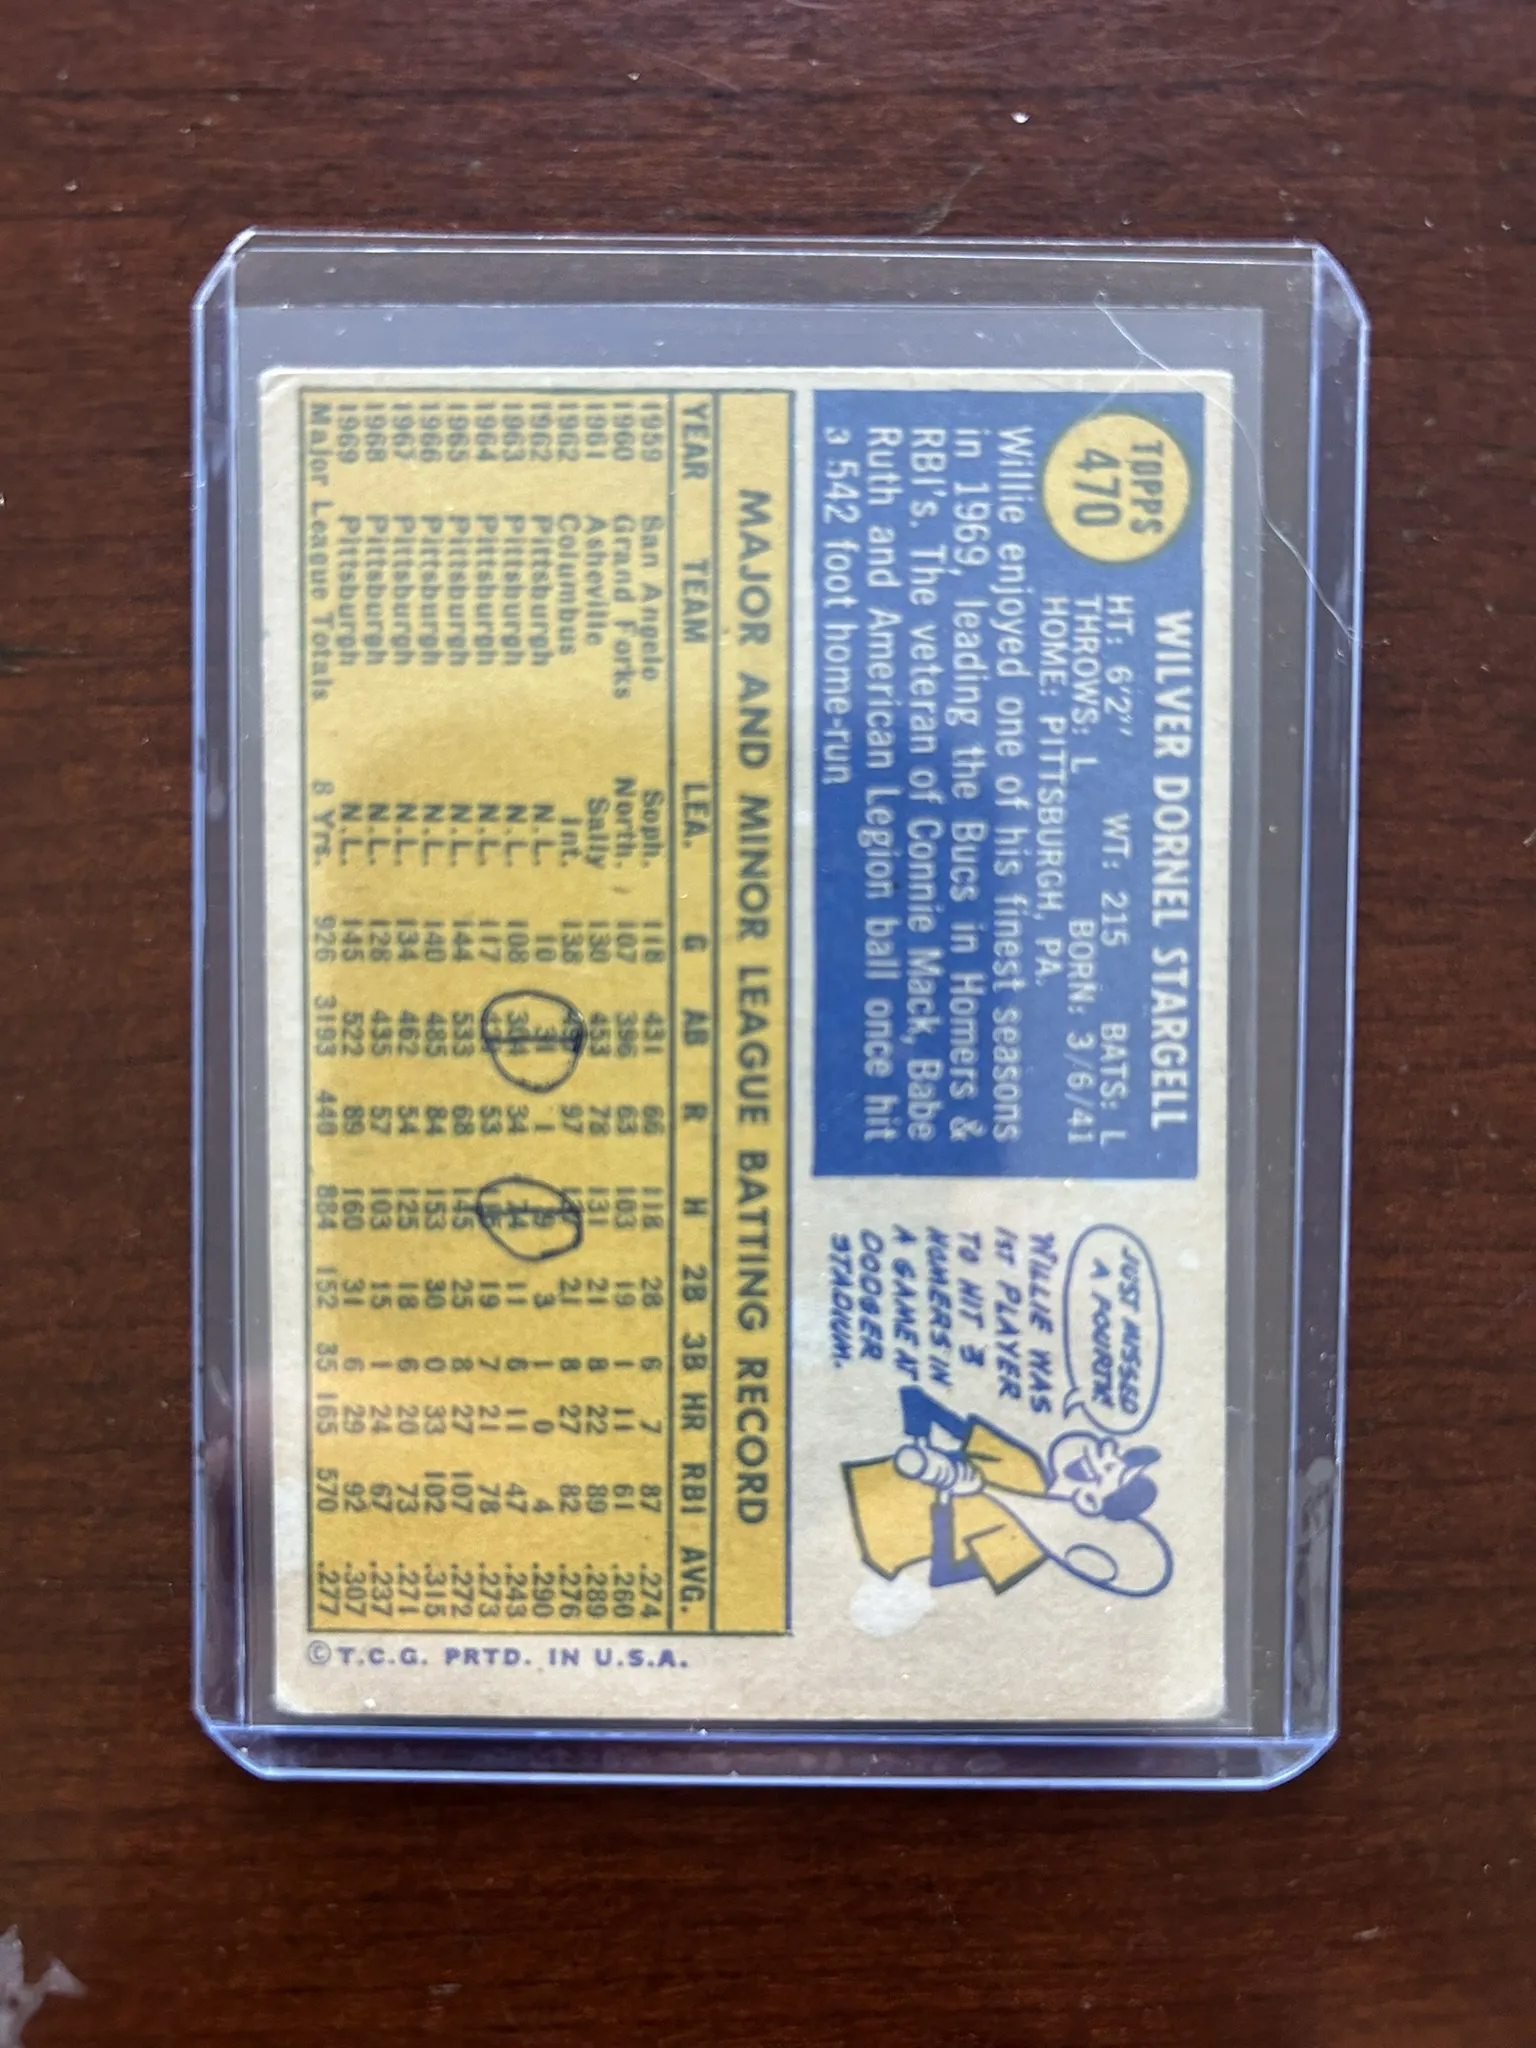 TOPPS
470
WILVER DORNEL STARGELL
HT: 6'2" WT: 215 BATS: L
THROWS: L BORN: 3/6/41
HOME: PITTSBURGH, PA.
Willie enjoyed one of his finest seasons
in 1969, leading the Bucs in Homers &
RBI's. The veteran of Connie Mack, Babe
Ruth and American Legion ball once hit
a 542 foot home-run
JUST MISSED
A FOURTH
WILLIE WAS
1ST PLAYER
TO HIT 3
HOMERS IN
A GAME AT
DODGER
STADIUM.
MAJOR AND MINOR LEAGUE BATTING RECORD
YEAR TEAM LEA. G AB R H 2B 3B HR RBI AVG.
1959 San Angelo Soph. 118 431 66 118 28 6 7 87 .274
1960 Grand Forks North. 107 396 63 103 19 1 11 61 .260
1961 Asheville Sally 130 453 78 131 21 8 22 89 .289
1962 Columbus Int. 138 497 97 137 21 8 27 82 .276
1962 Pittsburgh N.L. 10 31 1 9 3 1 0 4 .290
1963 Pittsburgh N.L. 108 304 34 74 11 6 11 47 .243
1964 Pittsburgh N.L. 117 421 53 115 19 7 21 78 .273
1965 Pittsburgh N.L. 144 533 68 145 25 8 27 107 .272
1966 Pittsburgh N.L. 140 485 84 153 30 0 33 102 .315
1967 Pittsburgh N.L. 134 462 54 125 18 6 20 73 .271
1968 Pittsburgh N.L. 128 435 57 103 15 1 24 67 .237
1969 Pittsburgh N.L. 145 522 89 160 31 6 29 92 .307
Major League Totals 8 Yrs. 926 3193 440 884 152 35 165 570 .277
© T.C.G. PRTD. IN U.S.A.